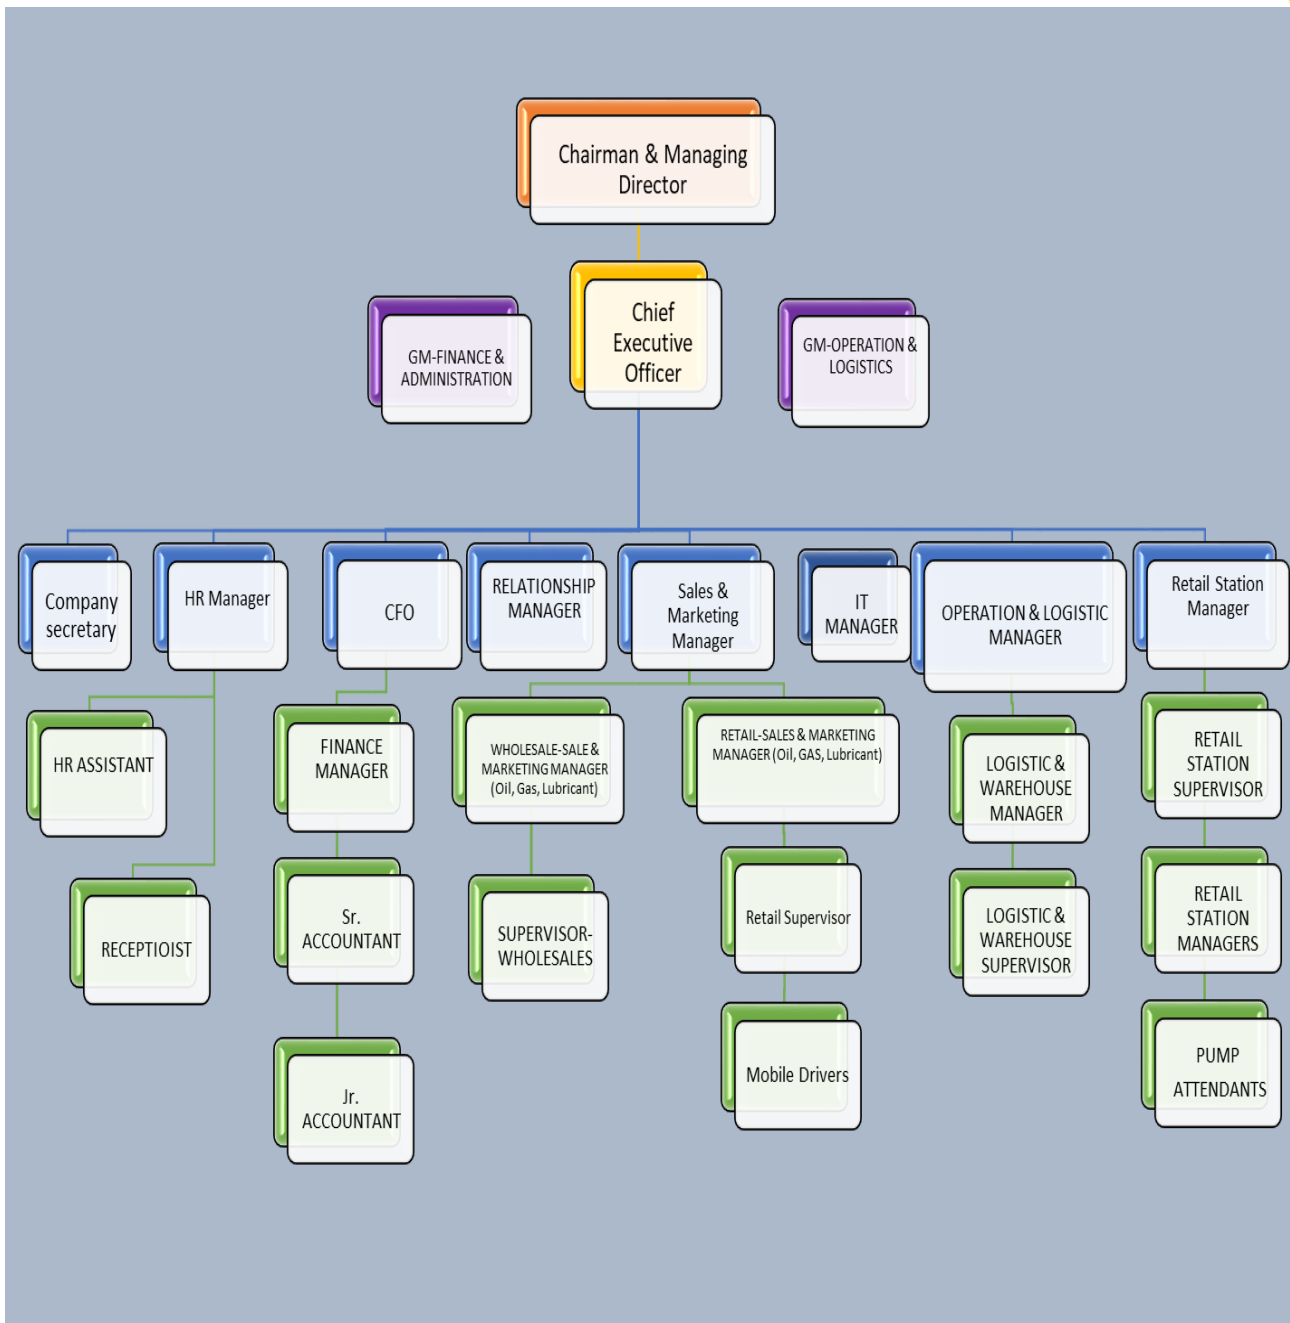 Chairman & Managing
Director
Chief
Executive
Officer
GM-FINANCE &
ADMINISTRATION
GM-OPERATION &
LOGISTICS
Company
secretary
HR Manager
CFO
RELATIONSHIP
MANAGER
Sales &
Marketing
Manager
IT
MANAGER
OPERATION & LOGISTIC
MANAGER
Retail Station
Manager
HR ASSISTANT
FINANCE
MANAGER
WHOLESALE-SALE &
MARKETING MANAGER
(Oil, Gas, Lubricant)
RETAIL-SALES & MARKETING
MANAGER (Oil, GAS, Lubricant)
LOGISTIC &
WAREHOUSE
MANAGER
RETAIL
STATION
SUPERVISOR
RECEPTIOIST
Sr.
ACCOUNTANT
SUPERVISOR-
WHOLESALES
Retail Supervisor
LOGISTIC &
WAREHOUSE
SUPERVISOR
RETAIL
STATION
MANAGERS
Jr.
ACCOUNTANT
Mobile Drivers
PUMP
ATTENDANTS